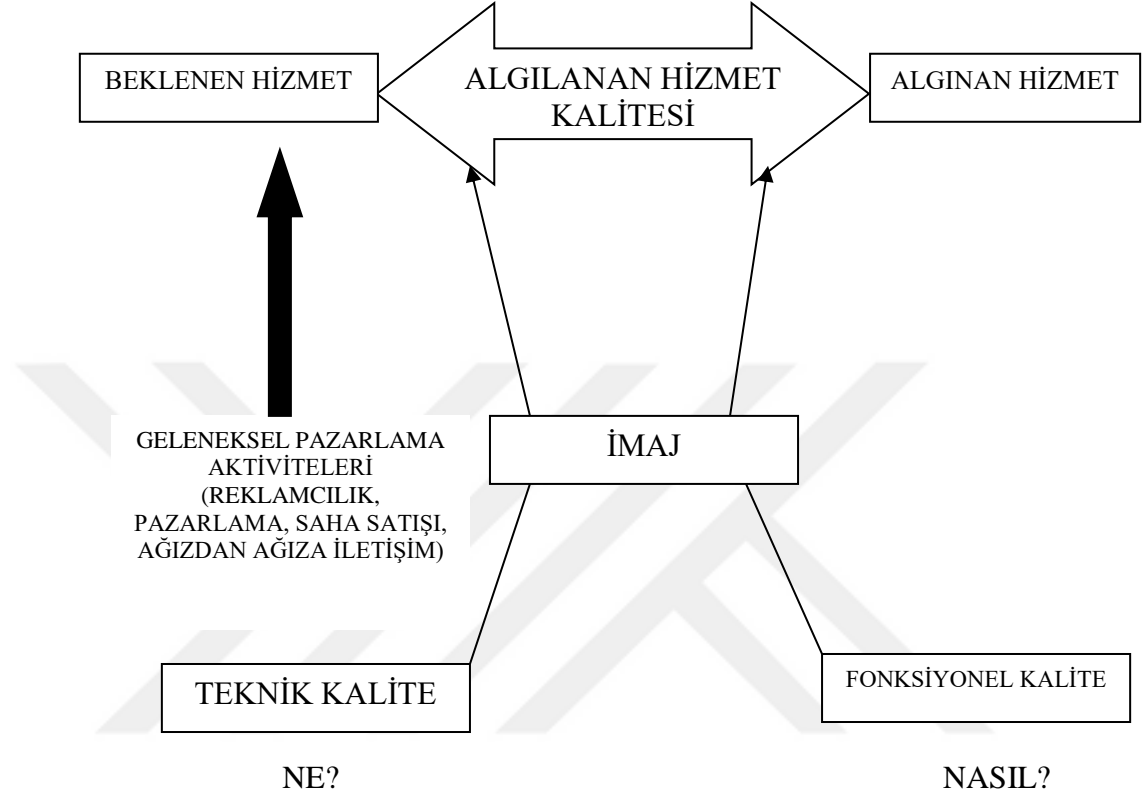 BEKLENEN HİZMET
ALGILANAN HİZMET
KALİTESİ
ALGINAN HİZMET
GELENEKSEL PAZARLAMA
AKTİVİTELERİ
(REKLAMCILIK,
PAZARLAMA, SAHA SATIŞI,
AĞIZDAN AĞIZA İLETİŞİM)
İMAJ
TEKNİK KALİTE
FONKSİYONEL KALİTE
NE?
NASIL?